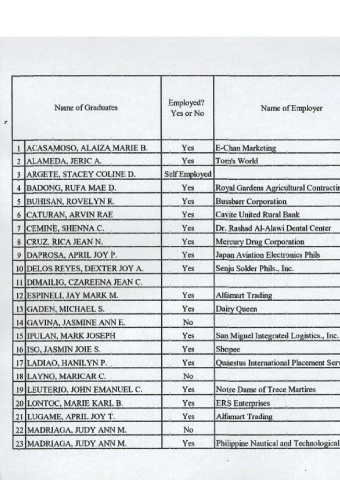 Name of Graduates Employed? Yes or No Name of Employer
1 ACASAMOSO, ALAIZA MARIE B. Yes E-Chan Marketing
2 ALAMEDA, JERIC A. Yes Tom's World
3 ARGETE, STACEY COLINE D. Self Employed
4 BADONG, RUFA MAE D. Yes Royal Gardens Agricultural Contractin
5 BUHISAN, ROVELYN R. Yes Bussbarr Corporation
6 CATURAN, ARVIN RAE Yes Cavite United Rural Bank
7 CEMINE, SHENNA C. Yes Dr. Rashad Al-Alawi Dental Center
8 CRUZ, RICA JEAN N. Yes Mercury Drug Corporation
9 DAPROSA, APRIL JOY P. Yes Japan Aviation Electronics Phils
10 DELOS REYES, DEXTER JOY A. Yes Senju Solder Phils., Inc.
11 DIMAILIG, CZAREENA JEAN C.
12 ESPINELI, JAY MARK M. Yes Alfamart Trading
13 GADEN, MICHAEL S. Yes Dairy Queen
14 GAVINA, JASMINE ANN E. No
15 IPULAN, MARK JOSEPH Yes San Miguel Integrated Logistics., Inc.
16 ISO, JASMIN JOIE S. Yes Shopee
17 LADIAO, HANILYN P. Yes Quaestus International Placement Serv
18 LAYNO, MARICAR C. No
19 LEUTERIO, JOHN EMANUEL C. Yes Notre Dame of Trece Martires
20 LONTOC, MARIE KARL B. Yes ERS Enterprises
21 LUGAME, APRIL JOY T. Yes Alfamart Trading
22 MADRIAGA, JUDY ANN M. No
23 MADRIAGA, JUDY ANN M. Yes Philippine Nautical and Technological